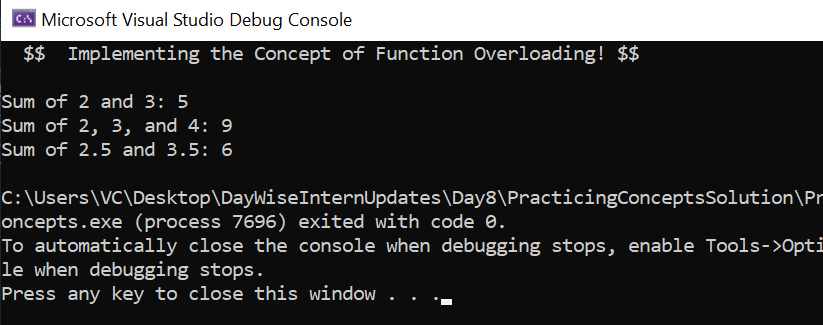 Microsoft Visual Studio Debug Console
$$  Implementing the Concept of Function Overloading! $$
Sum of 2 and 3: 5
Sum of 2, 3, and 4: 9
Sum of 2.5 and 3.5: 6
C:\Users\VC\Desktop\DayWiseInternUpdates\Day8\PracticingConceptsSolution\Pr
oncepts.exe (process 7696) exited with code 0.
To automatically close the console when debugging stops, enable Tools->Opti
le when debugging stops.
Press any key to close this window . . .